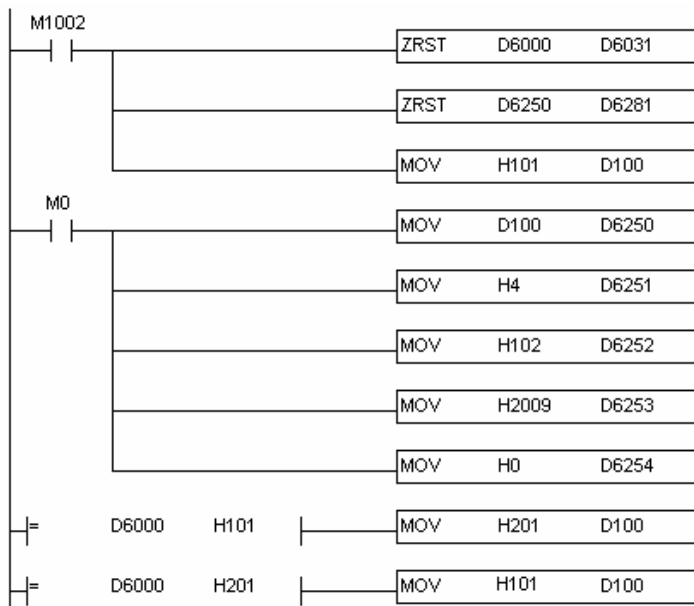 M1002
ZRST D6000 D6031
ZRST D6250 D6281
MOV H101 D100
M0
MOV D100 D6250
MOV H4 D6251
MOV H102 D6252
MOV H2009 D6253
MOV H0 D6254
= D6000 H101 MOV H201 D100
= D6000 H201 MOV H101 D100